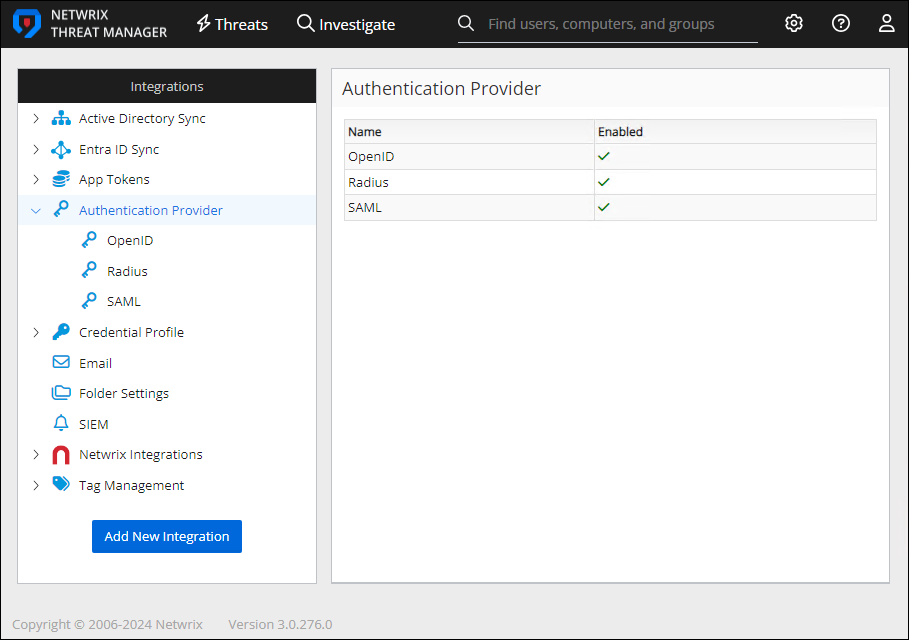 NETWRIX
THREAT MANAGER
Threats
Investigate
Find users, computers, and groups
Integrations
Active Directory Sync
Entra ID Sync
App Tokens
Authentication Provider
OpenID
Radius
SAML
Credential Profile
Email
Folder Settings
SIEM
Netwrix Integrations
Tag Management
Add New Integration
Authentication Provider
Name Enabled
OpenID
Radius
SAML
Copyright © 2006-2024 Netwrix Version 3.0.276.0